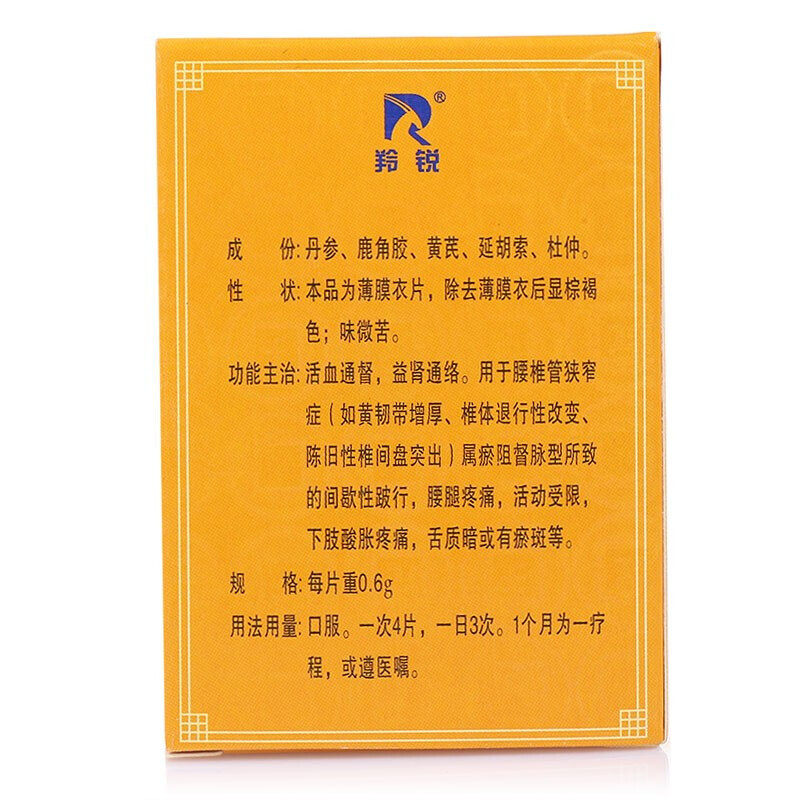 R®
羚锐
成 份：丹参、鹿角胶、黄芪、延胡索、杜仲。
性 状：本品为薄膜衣片，除去薄膜衣后显棕褐
色；味微苦。
功能主治：活血通督，益肾通络。用于腰椎管狭窄
症（如黄韧带增厚、椎体退行性改变、
陈旧性椎间盘突出）属瘀阻督脉型所致
的间歇性跛行，腰腿疼痛，活动受限，
下肢酸胀疼痛，舌质暗或有瘀斑等。
规 格：每片重0.6g
用法用量：口服。一次4片，一日3次。1个月为一疗
程，或遵医嘱。